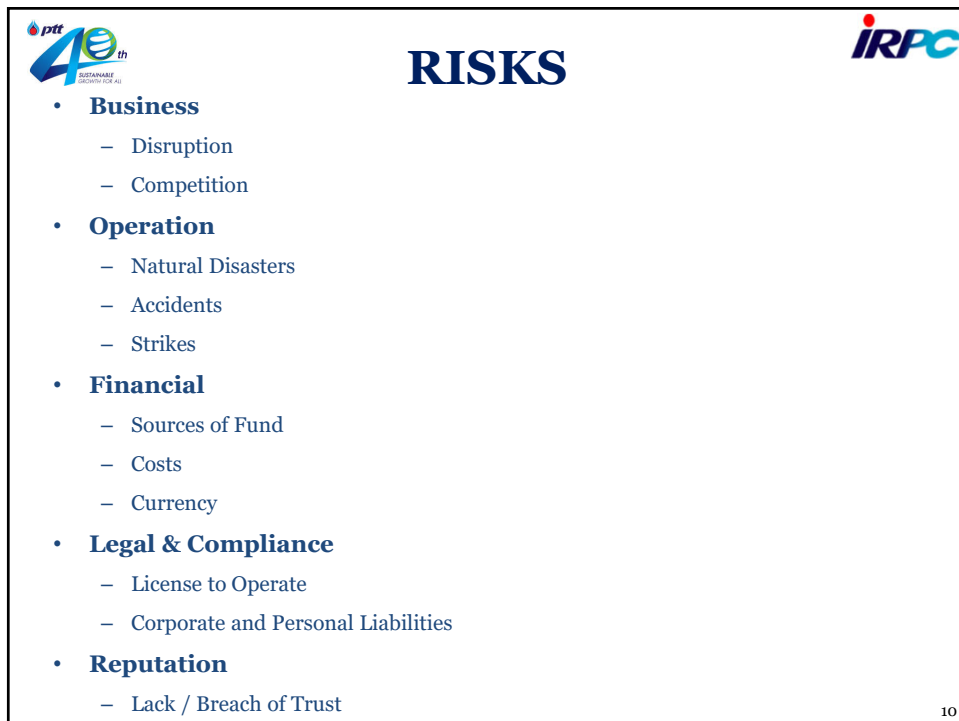 ptt
40th
SUSTAINABLE
GROWTH FOR ALL
RISKS
IRPC
• Business
– Disruption
– Competition
• Operation
– Natural Disasters
– Accidents
– Strikes
• Financial
– Sources of Fund
– Costs
– Currency
• Legal & Compliance
– License to Operate
– Corporate and Personal Liabilities
• Reputation
– Lack / Breach of Trust
10